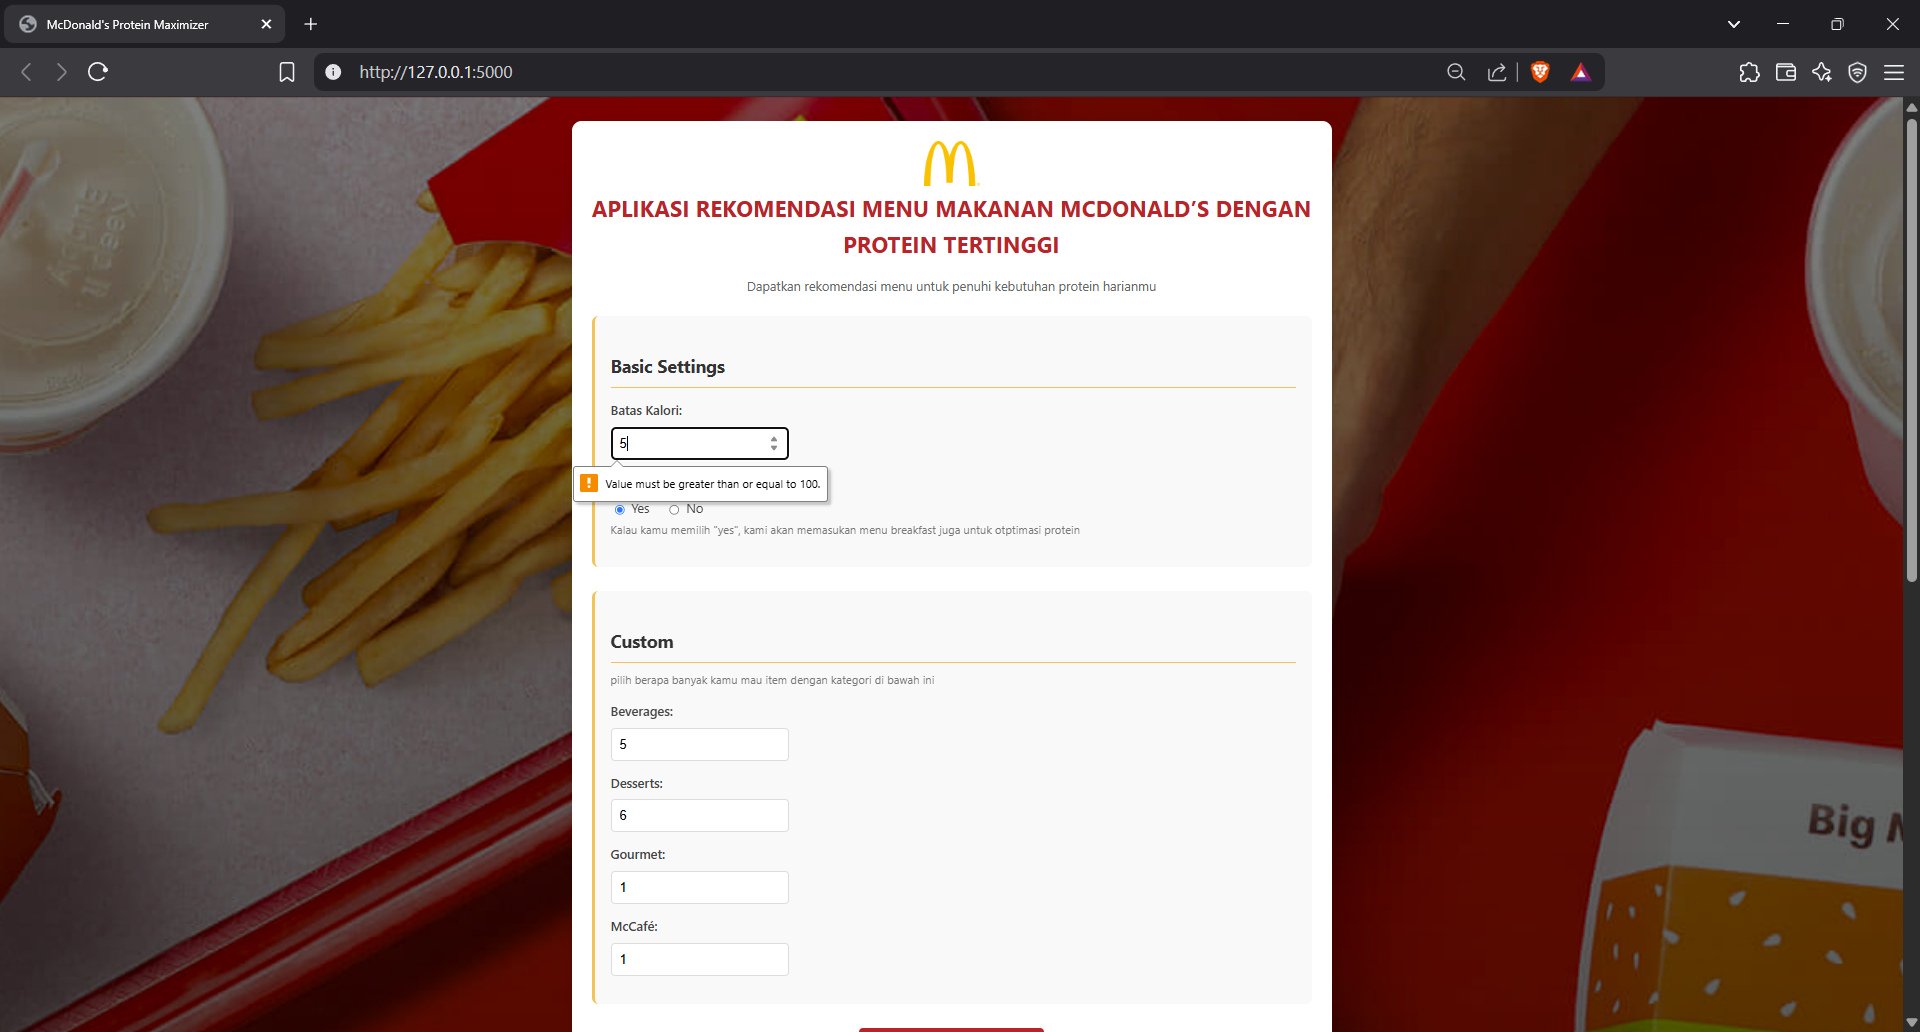 McDonald's Protein Maximizer
http://127.0.0.1:5000
APLIKASI REKOMENDASI MENU MAKANAN MCDONALD'S DENGAN
PROTEIN TERTINGGI
Dapatkan rekomendasi menu untuk penuhi kebutuhan protein harianmu
Basic Settings
Batas Kalori:
5
Value must be greater than or equal to 100.
Yes No
Kalau kamu memilih "yes", kami akan memasukan menu breakfast juga untuk otptimasi protein
Custom
pilih berapa banyak kamu mau item dengan kategori di bawah ini
Beverages:
5
Desserts:
6
Gourmet:
1
McCafé:
1
Big M